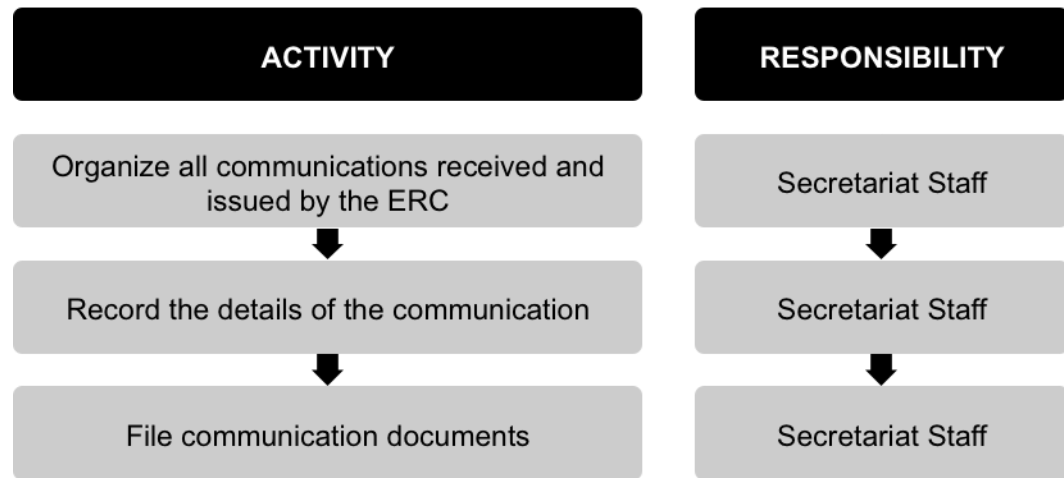 ACTIVITY
RESPONSIBILITY
Organize all communications received and
issued by the ERC
Secretariat Staff
Record the details of the communication
Secretariat Staff
File communication documents
Secretariat Staff